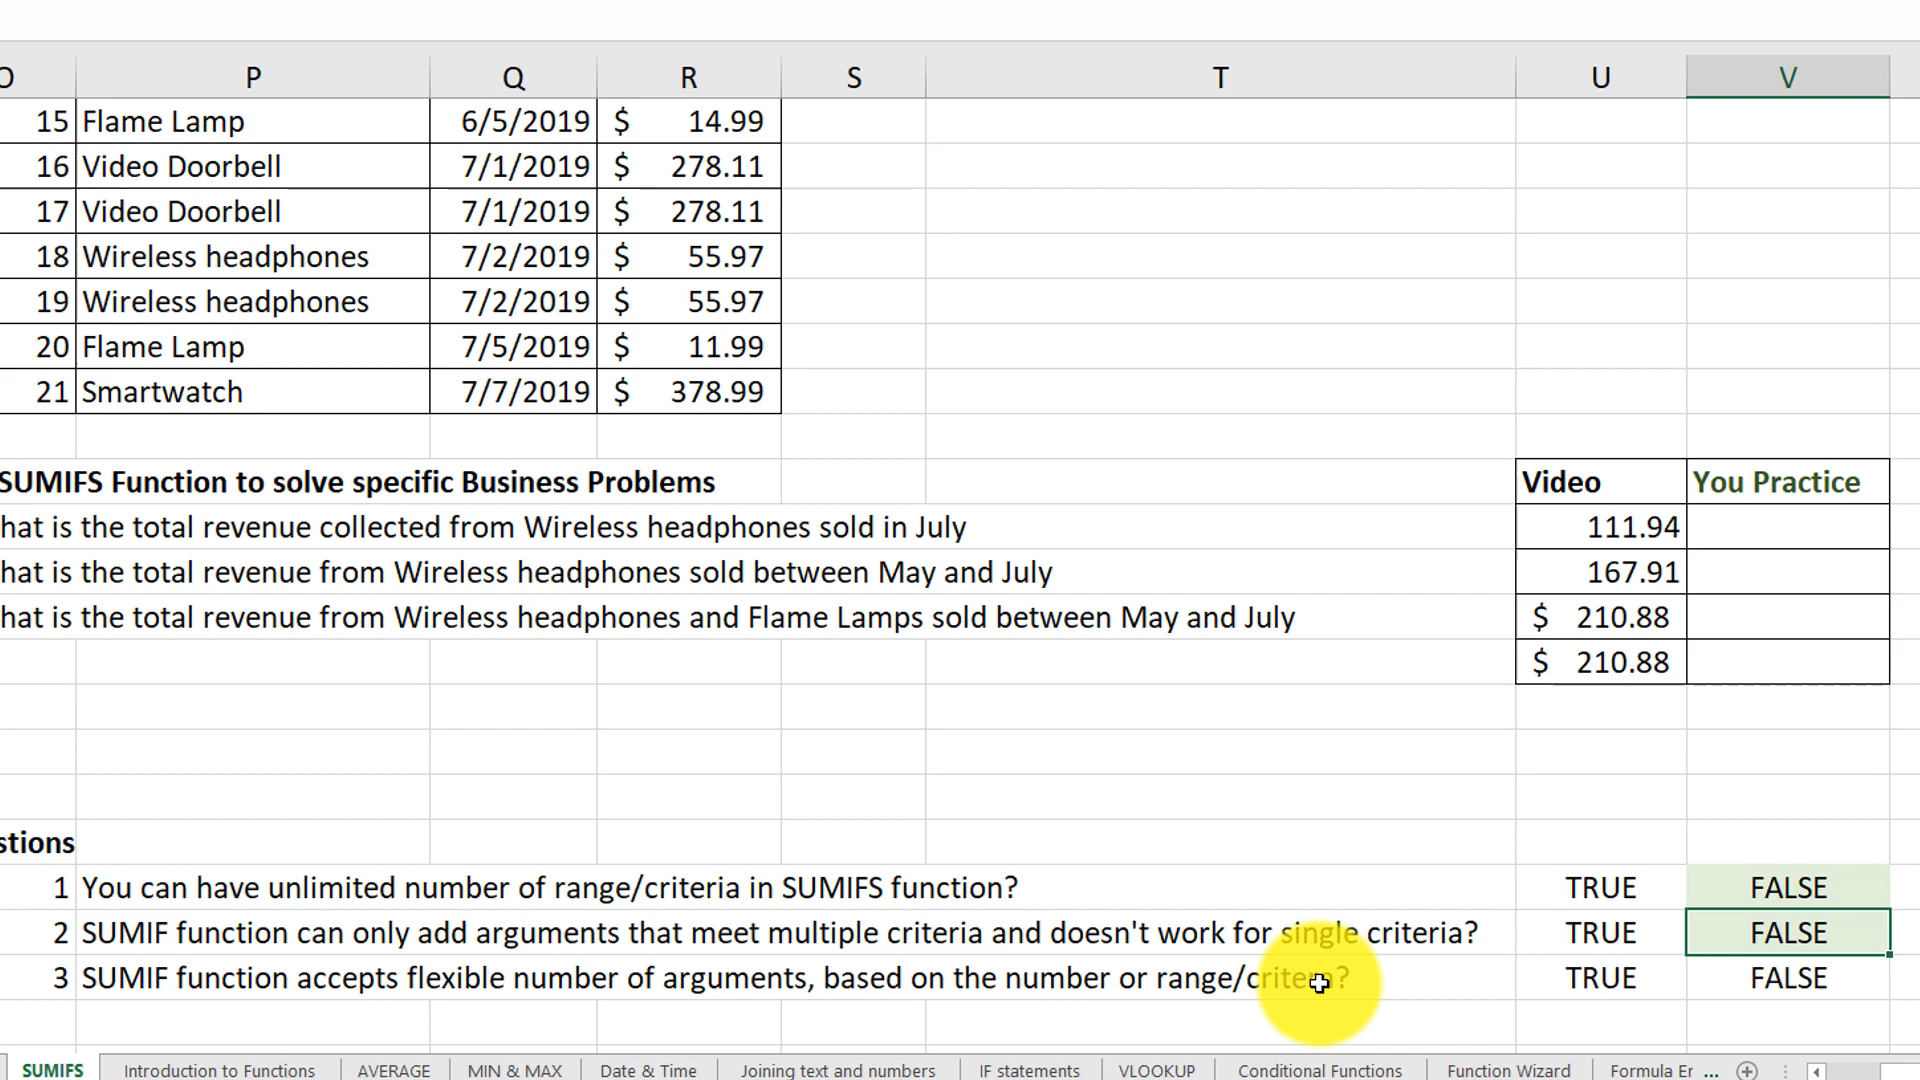 O P Q R S T U V
15 Flame Lamp 6/5/2019 $ 14.99
16 Video Doorbell 7/1/2019 $ 278.11
17 Video Doorbell 7/1/2019 $ 278.11
18 Wireless headphones 7/2/2019 $ 55.97
19 Wireless headphones 7/2/2019 $ 55.97
20 Flame Lamp 7/5/2019 $ 11.99
21 Smartwatch 7/7/2019 $ 378.99
SUMIFS Function to solve specific Business Problems Video You Practice
hat is the total revenue collected from Wireless headphones sold in July 111.94
hat is the total revenue from Wireless headphones sold between May and July 167.91
hat is the total revenue from Wireless headphones and Flame Lamps sold between May and July $ 210.88
$ 210.88
stions
1 You can have unlimited number of range/criteria in SUMIFS function? TRUE FALSE
2 SUMIF function can only add arguments that meet multiple criteria and doesn't work for single criteria? TRUE FALSE
3 SUMIF function accepts flexible number of arguments, based on the number or range/criteria? TRUE FALSE
SUMIFS Introduction to Functions AVERAGE MIN & MAX Date & Time Joining text and numbers IF statements VLOOKUP Conditional Functions Function Wizard Formula Er ...